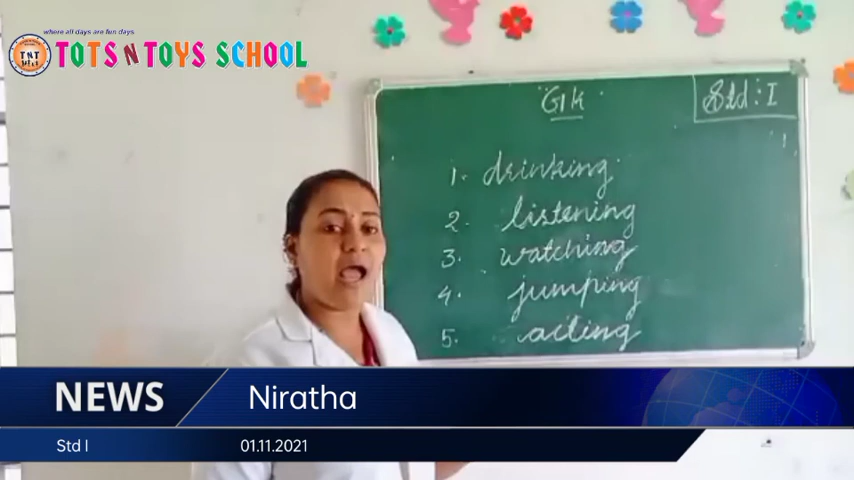 where all days are fun days
TNT
TOTS N TOYS SCHOOL
G.K
Std : I
1. drinking
2. listening
3. watching
4. jumping
5. acting
NEWS
Niratha
Std I
01.11.2021